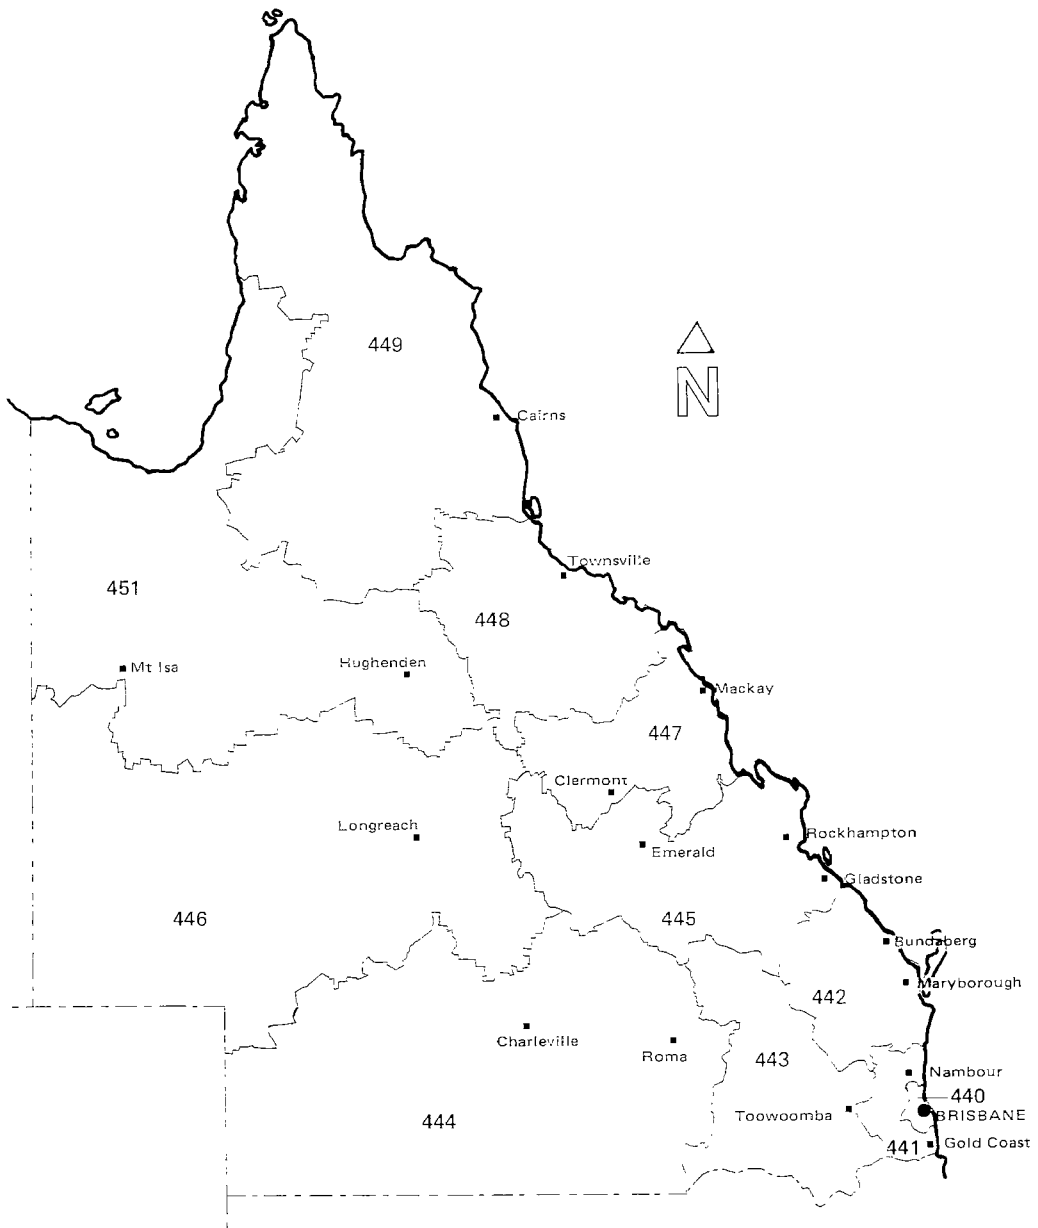 449
N
Cairns
Townsville
451
448
Mt Isa
Hughenden
Mackay
447
Clermont
Longreach
Rockhampton
Emerald
Gladstone
446
445
Bundaberg
Maryborough
442
Charleville
Roma
443
Nambour
440
Toowoomba
BRISBANE
444
441
Gold Coast